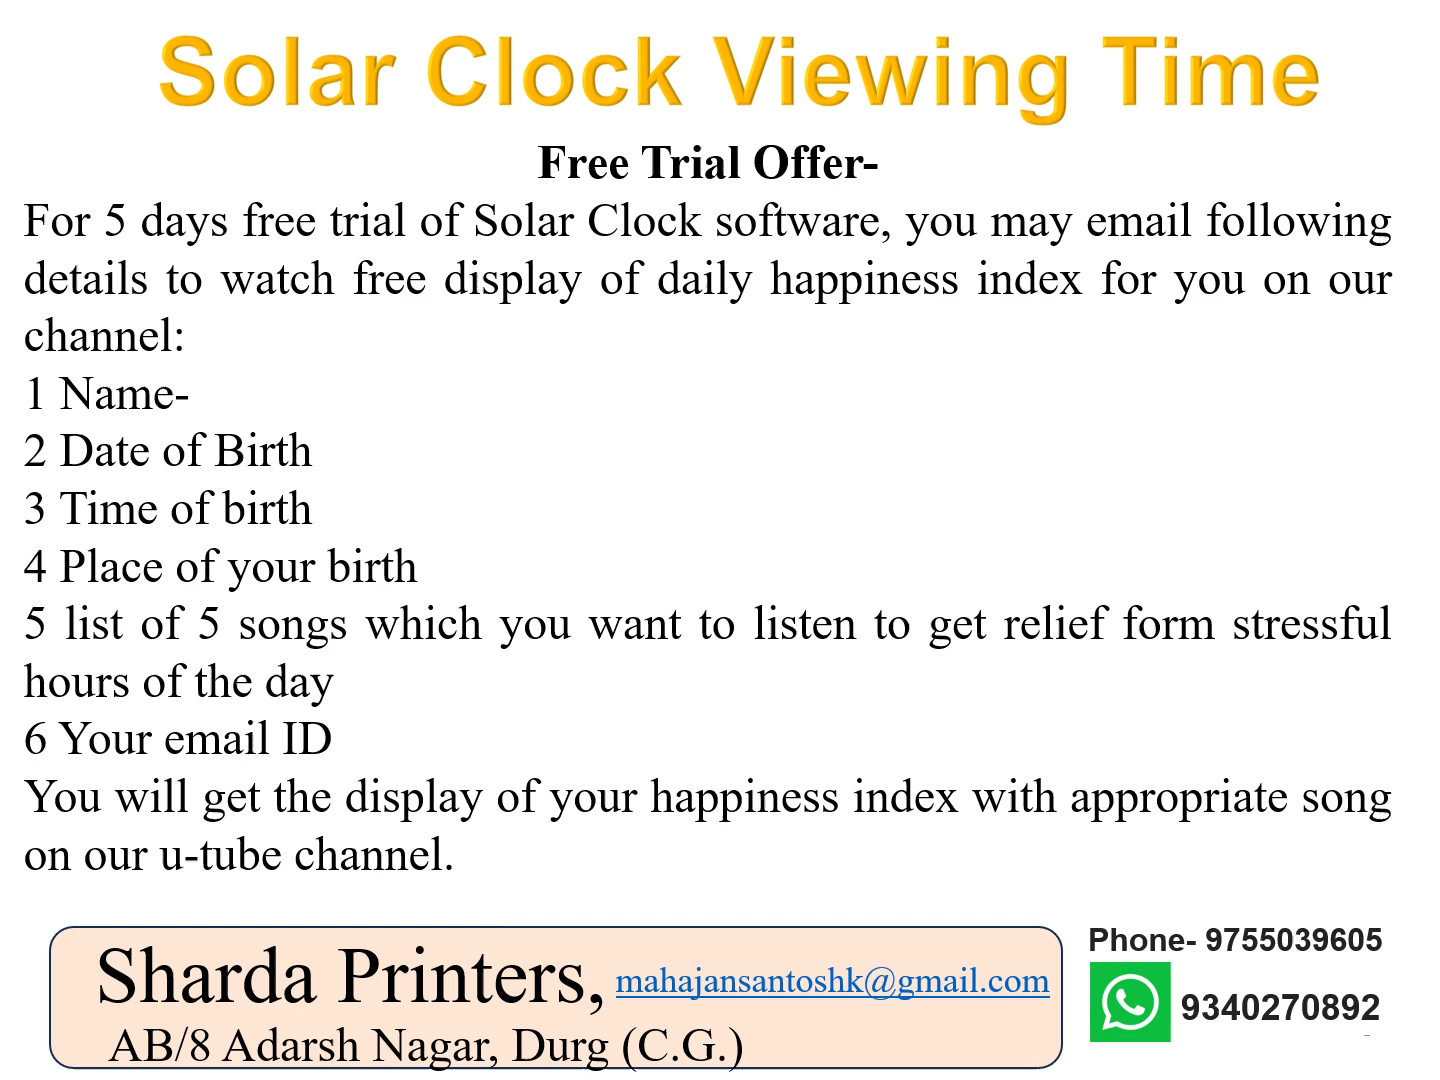 Solar Clock Viewing Time
Free Trial Offer-
For 5 days free trial of Solar Clock software, you may email following
details to watch free display of daily happiness index for you on our
channel:
1 Name-
2 Date of Birth
3 Time of birth
4 Place of your birth
5 list of 5 songs which you want to listen to get relief form stressful
hours of the day
6 Your email ID
You will get the display of your happiness index with appropriate song
on our u-tube channel.
Sharda Printers, mahajansantoshk@gmail.com
AB/8 Adarsh Nagar, Durg (C.G.)
Phone- 9755039605
9340270892